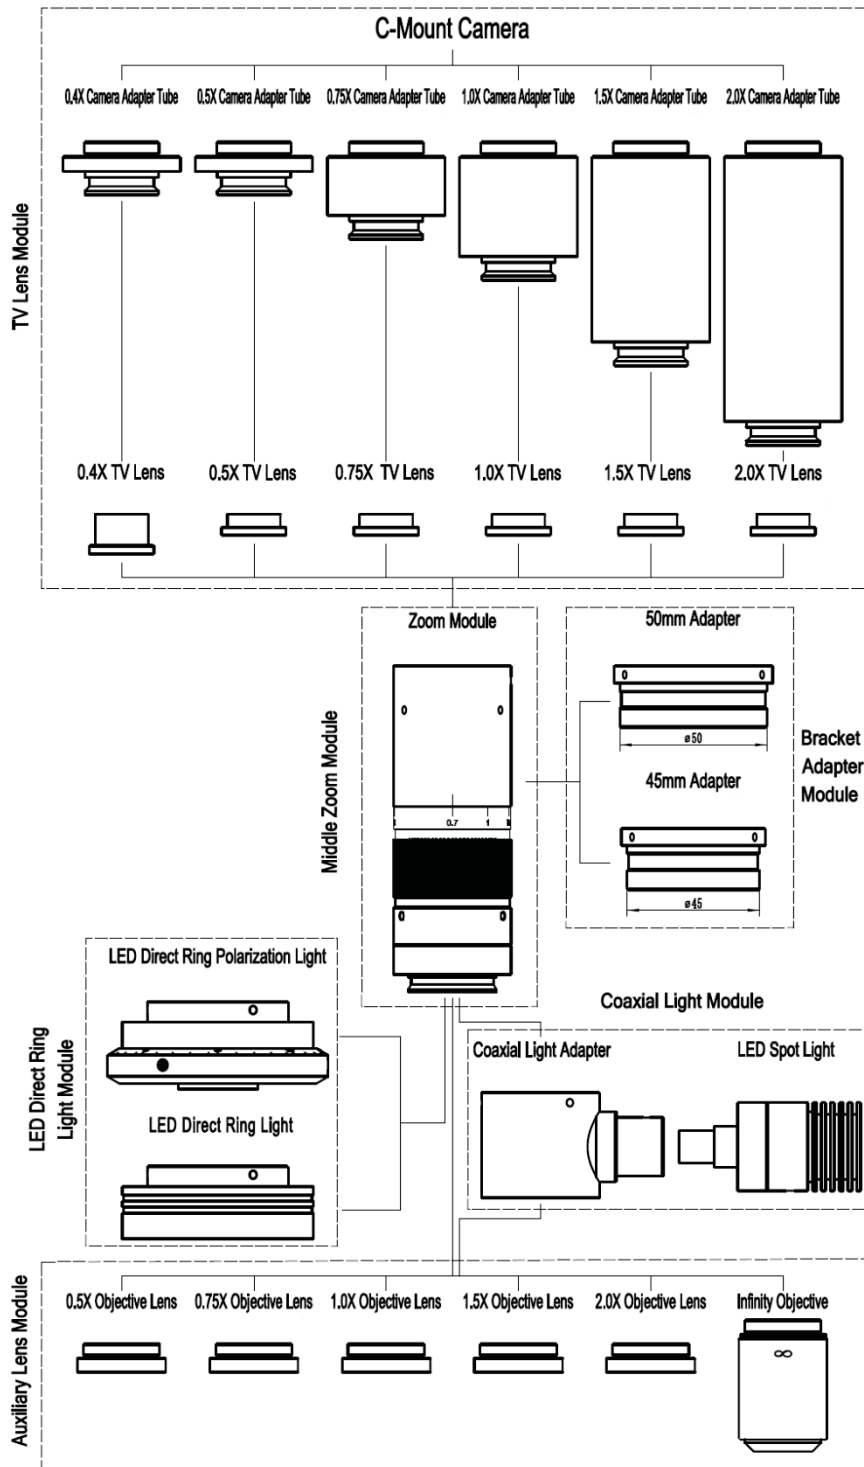 C-Mount Camera
0.4X Camera Adapter Tube
0.5X Camera Adapter Tube
0.75X Camera Adapter Tube
1.0X Camera Adapter Tube
1.5X Camera Adapter Tube
2.0X Camera Adapter Tube
TV Lens Module
0.4X TV Lens
0.5X TV Lens
0.75X TV Lens
1.0X TV Lens
1.5X TV Lens
2.0X TV Lens
Zoom Module
Middle Zoom Module
0.7
1
50mm Adapter
ø50
45mm Adapter
ø45
Bracket
Adapter
Module
LED Direct Ring
Light Module
LED Direct Ring Polarization Light
LED Direct Ring Light
Coaxial Light Module
Coaxial Light Adapter
LED Spot Light
Auxiliary Lens Module
0.5X Objective Lens
0.75X Objective Lens
1.0X Objective Lens
1.5X Objective Lens
2.0X Objective Lens
Infinity Objective
∞